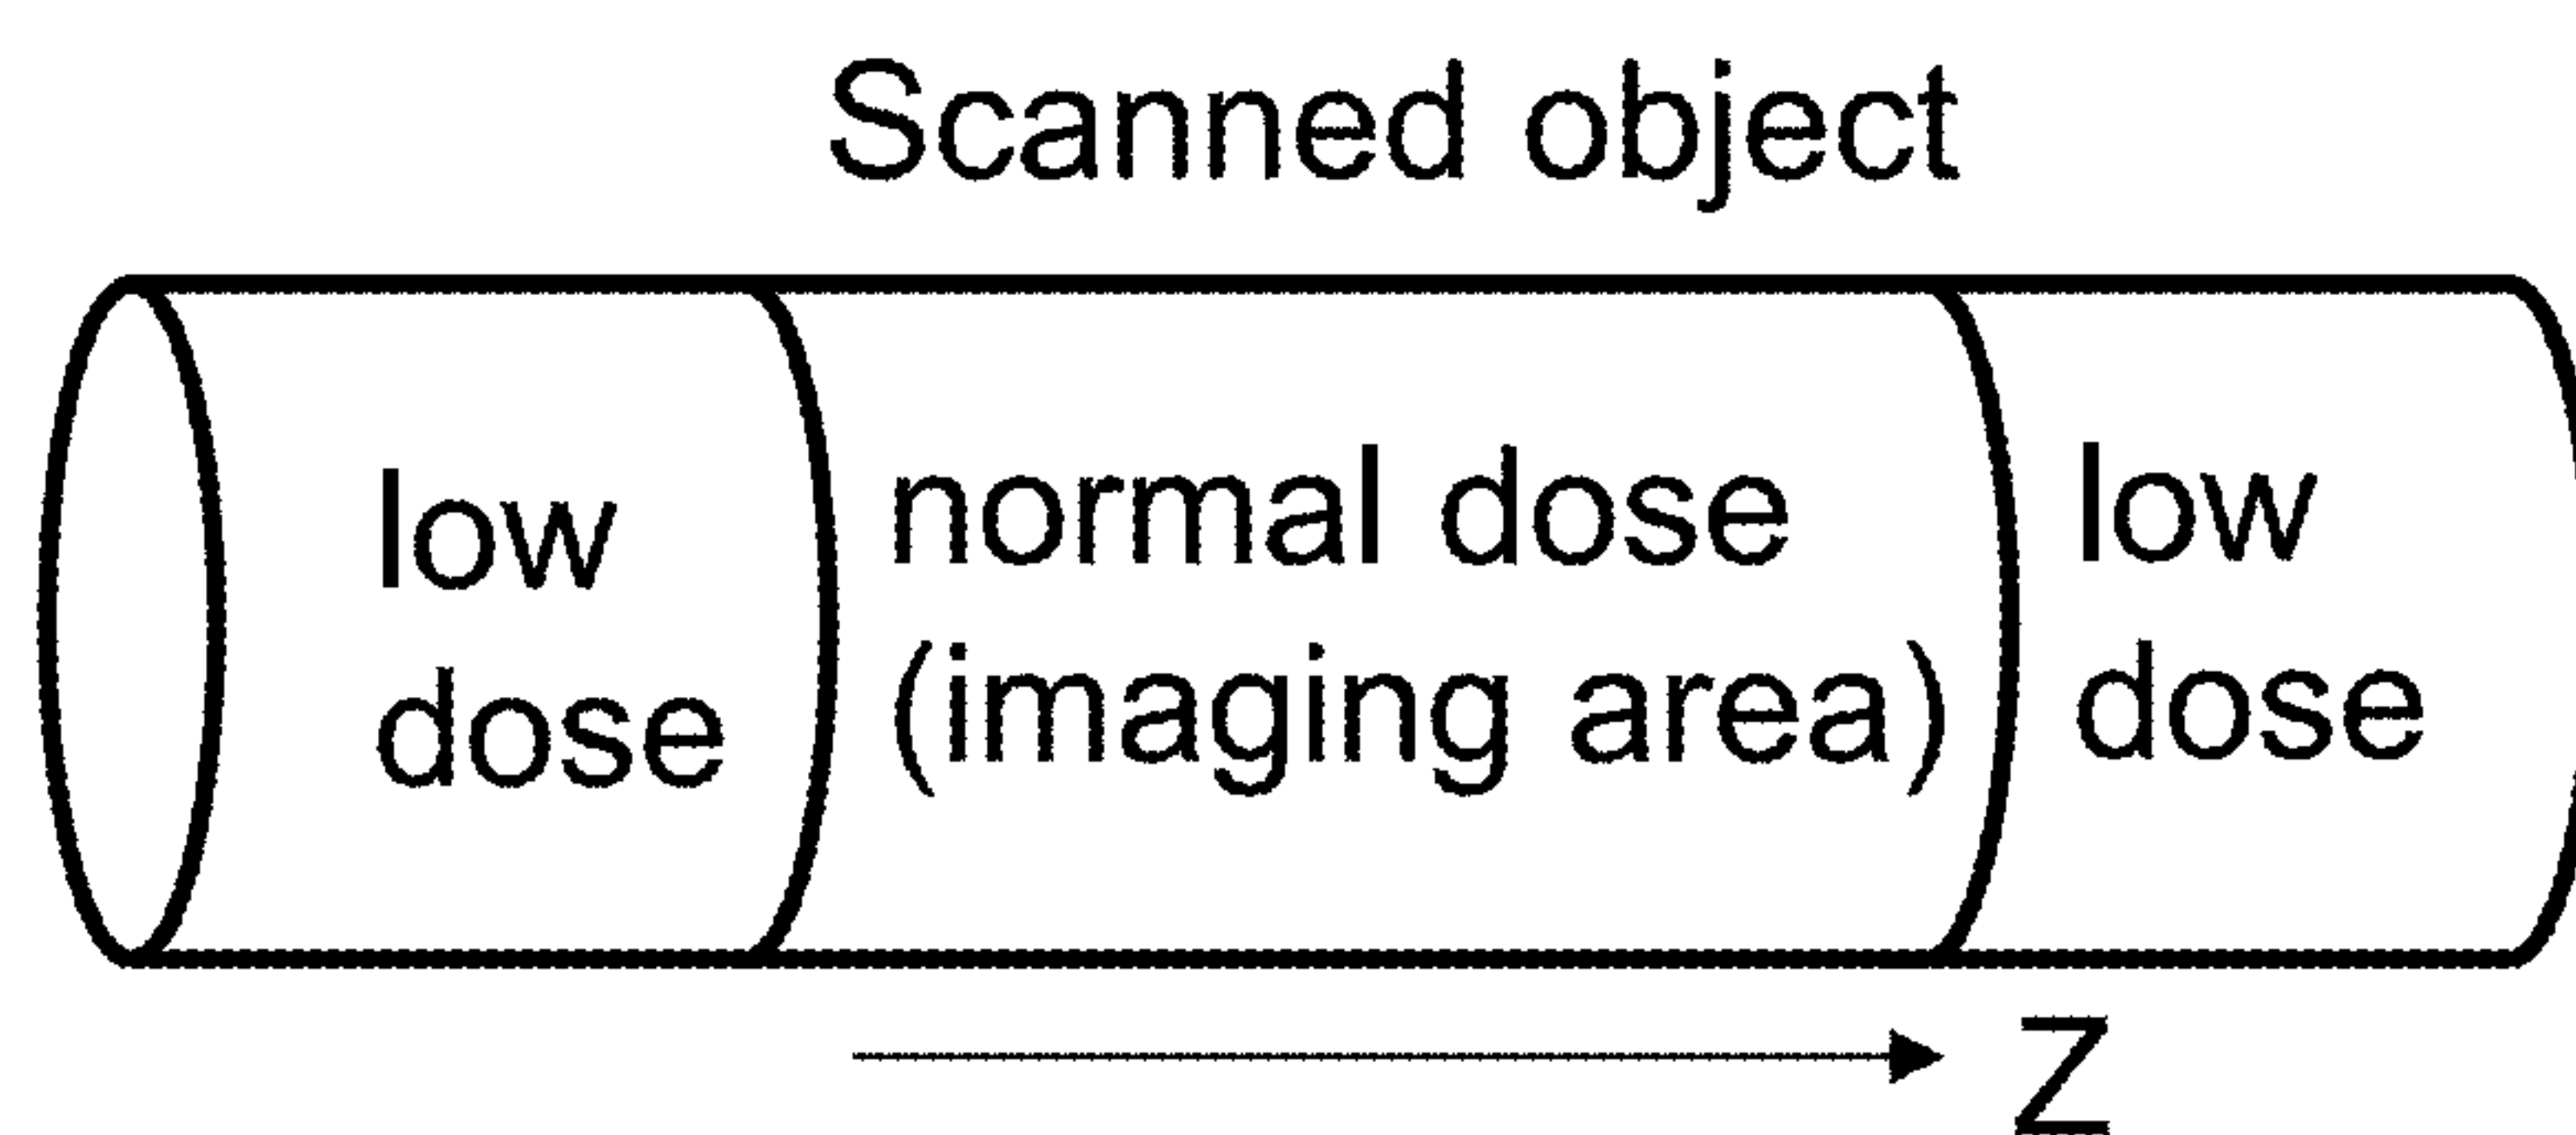 Scanned object
low
dose
normal dose
(imaging area)
low
dose
Z